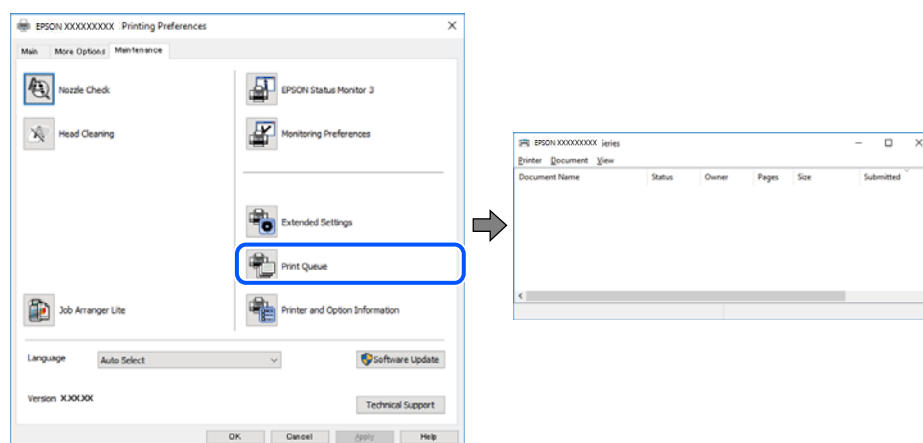 EPSON XXXXXXXXX Printing Preferences
Main More Options Maintenance
Nozzle Check
EPSON Status Monitor 3
Head Cleaning
Monitoring Preferences
Extended Settings
Print Queue
Job Arranger Lite
Printer and Option Information
Language Auto Select Software Update
Version X.XX.XX
Technical Support
OK Cancel Apply Help
EPSON XXXXXXXXX ieries
Printer Document View
Document Name Status Owner Pages Size Submitted